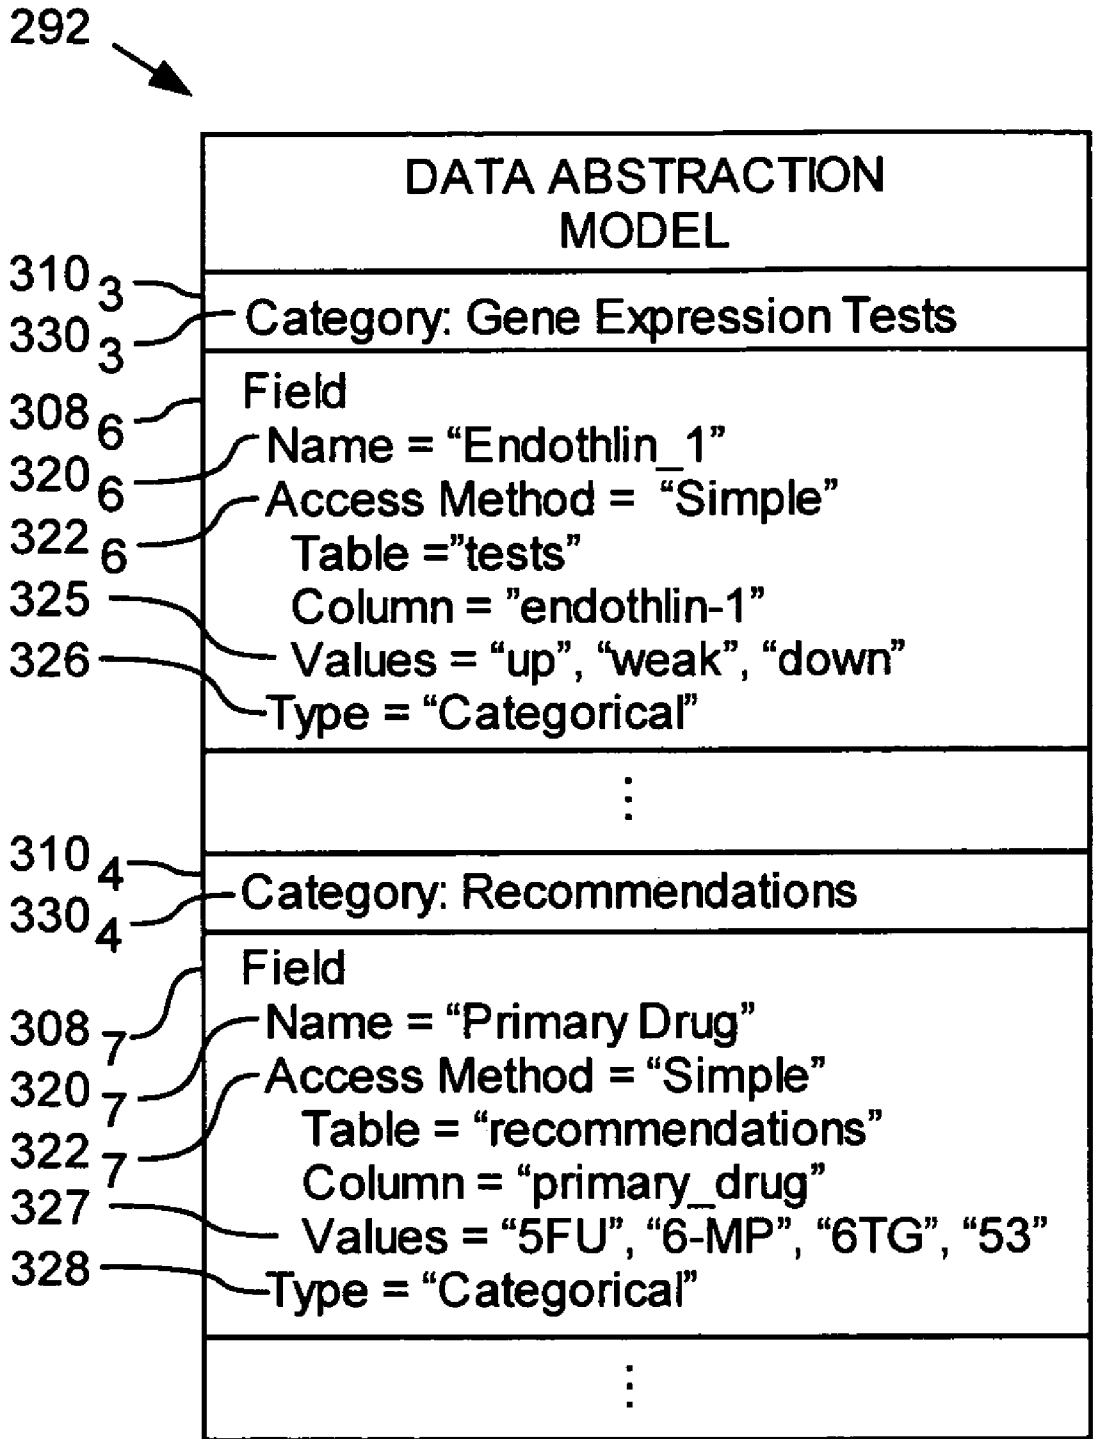 292
DATA ABSTRACTION
MODEL
310 3
330 3
Category: Gene Expression Tests
308 6
Field
320 6
Name = “Endothlin_1”
322 6
Access Method = “Simple”
Table =”tests”
Column = ”endothlin-1”
325
Values = “up”, “weak”, “down”
326
Type = “Categorical”
⋮
310 4
330 4
Category: Recommendations
308 7
Field
320 7
Name = “Primary Drug”
322 7
Access Method = “Simple”
Table = “recommendations”
Column = “primary_drug”
327
Values = “5FU”, “6-MP”, “6TG”, “53”
328
Type = “Categorical”
⋮